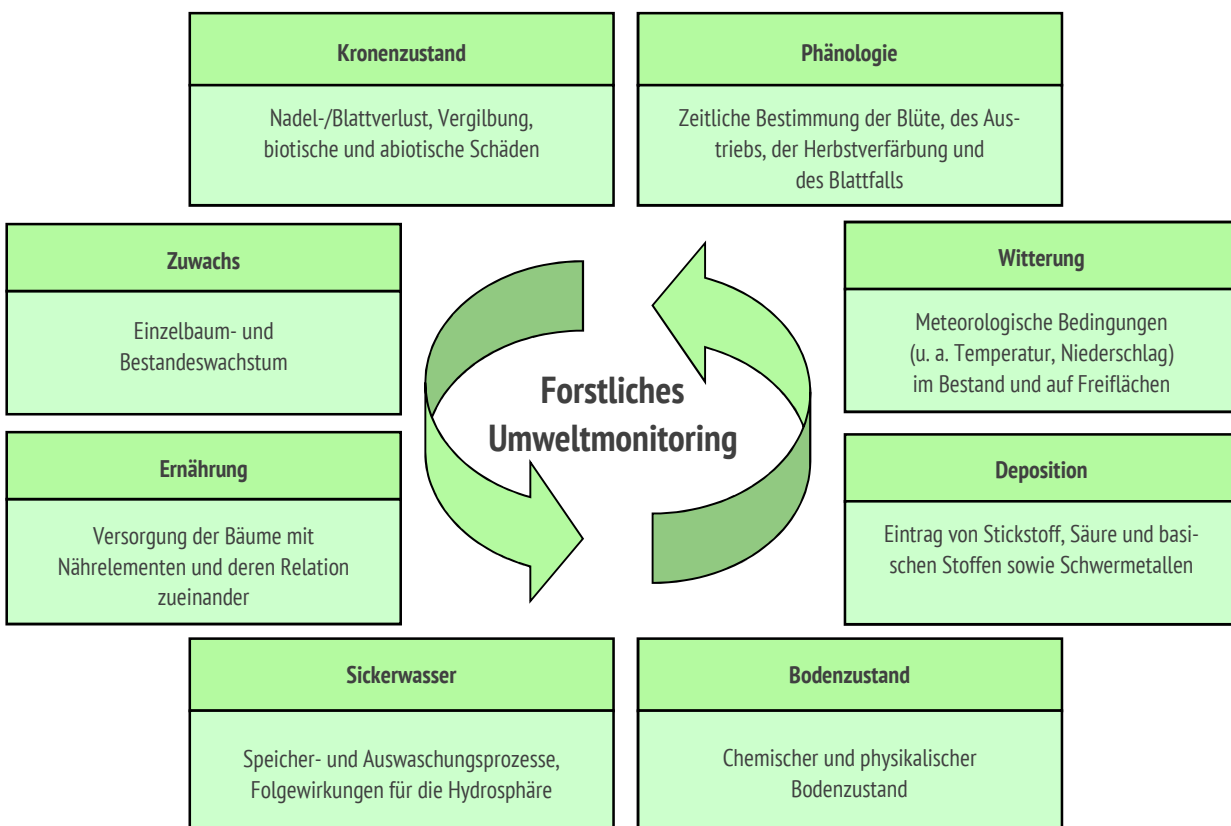 Kronenzustand
Nadel-/Blattverlust, Vergilbung,
biotische und abiotische Schäden
Phänologie
Zeitliche Bestimmung der Blüte, des Aus-
triebs, der Herbstverfärbung und
des Blattfalls
Zuwachs
Einzelbaum- und
Bestandeswachstum
Witterung
Meteorologische Bedingungen
(u. a. Temperatur, Niederschlag)
im Bestand und auf Freiflächen
Forstliches
Umweltmonitoring
Ernährung
Versorgung der Bäume mit
Nährelementen und deren Relation
zueinander
Deposition
Eintrag von Stickstoff, Säure und basi-
schen Stoffen sowie Schwermetallen
Sickerwasser
Speicher- und Auswaschungsprozesse,
Folgewirkungen für die Hydrosphäre
Bodenzustand
Chemischer und physikalischer
Bodenzustand